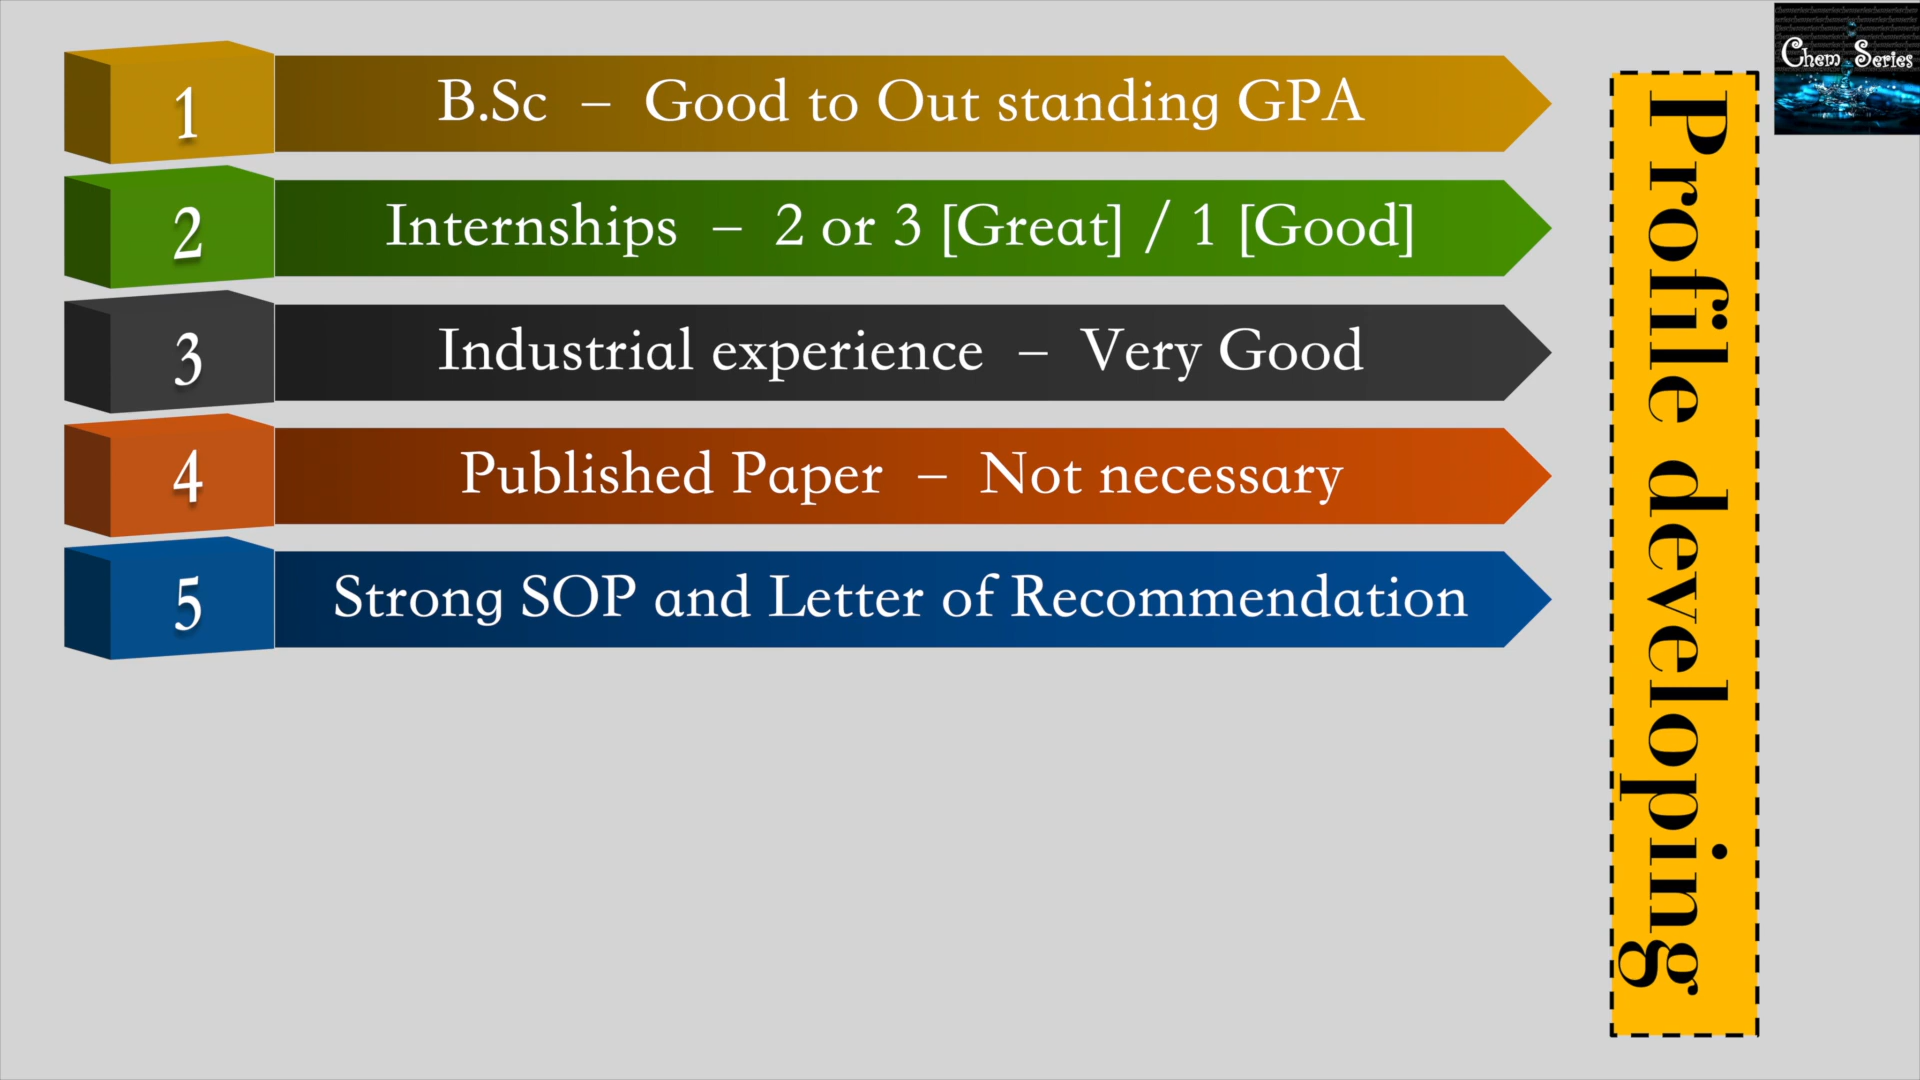 1
B.Sc – Good to Out standing GPA
2
Internships – 2 or 3 [Great] / 1 [Good]
3
Industrial experience – Very Good
4
Published Paper – Not necessary
5
Strong SOP and Letter of Recommendation
Profile developing
Chem Series